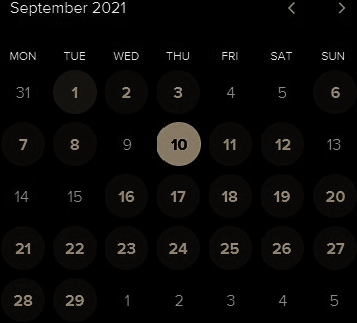 September 2021
MON TUE WED THU FRI SAT SUN
31 1 2 3 4 5 6
7 8 9 10 11 12 13
14 15 16 17 18 19 20
21 22 23 24 25 26 27
28 29 1 2 3 4 5